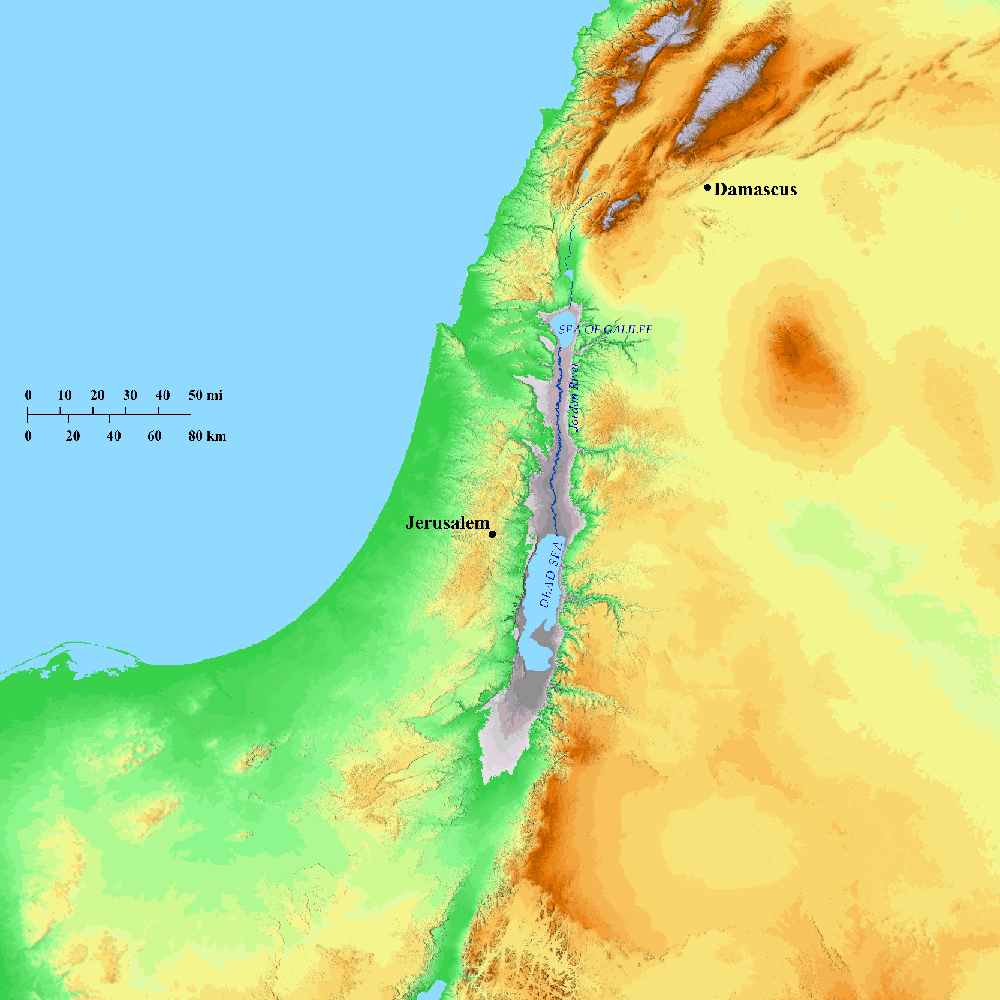 Damascus
SEA OF GALILEE
Jordan River
0 10 20 30 40 50 mi
0 20 40 60 80 km
Jerusalem
DEAD SEA